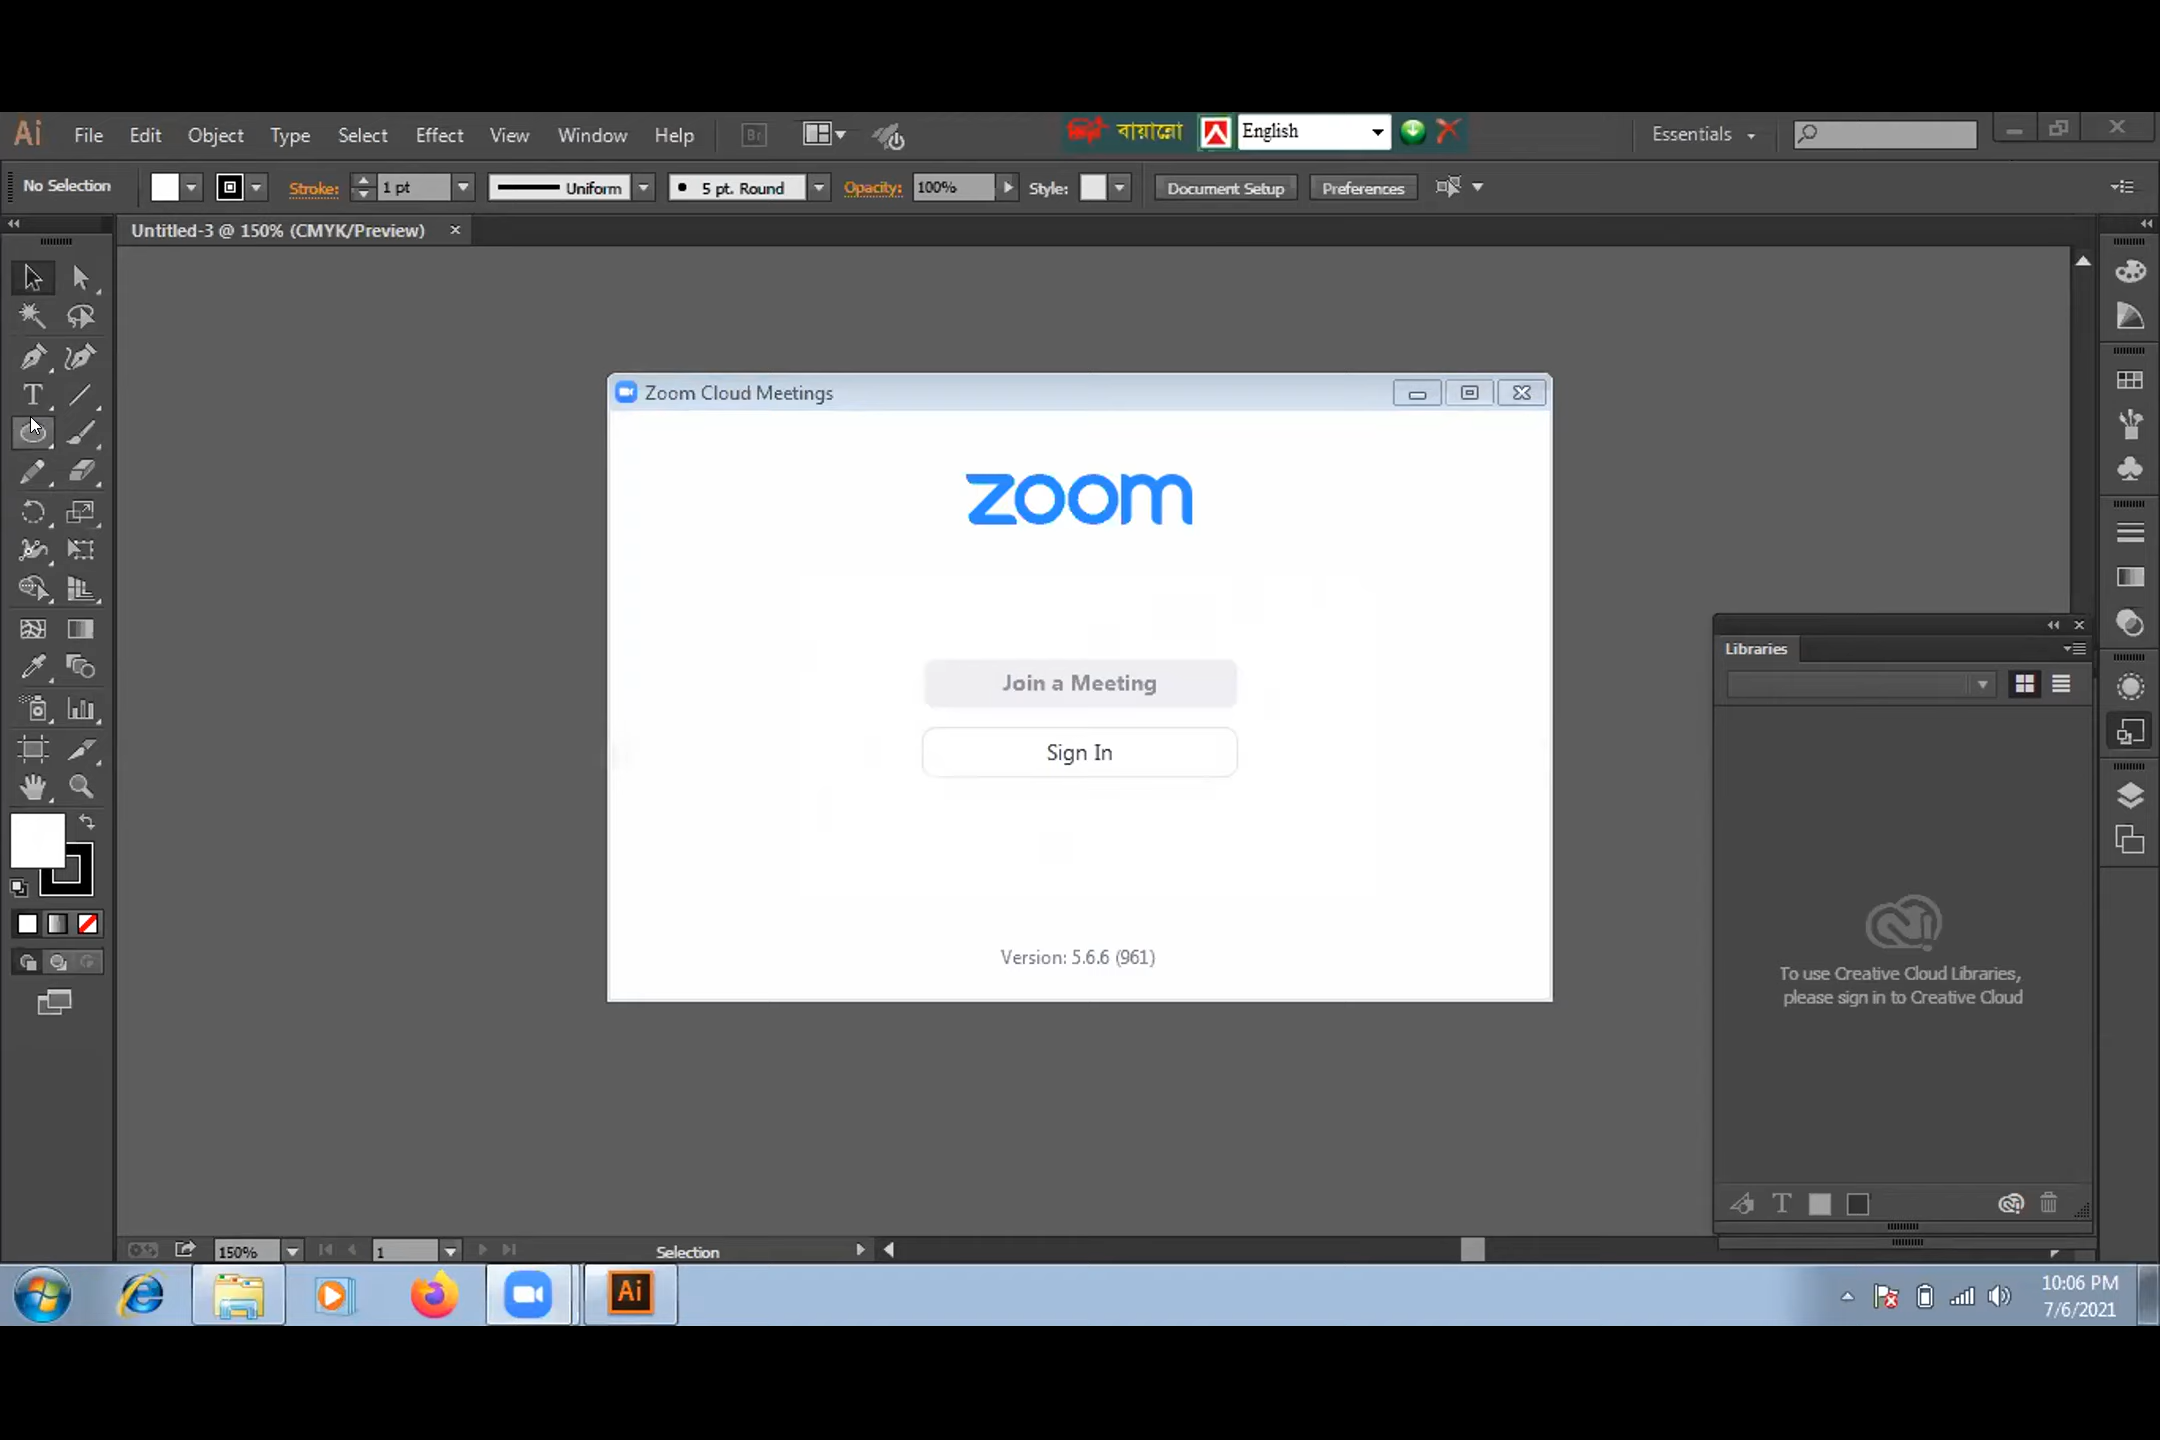 Ai File Edit Object Type Select Effect View Window Help Br বায়ান্নো English Essentials
No Selection Stroke: 1 pt Uniform 5 pt. Round Opacity: 100% Style: Document Setup Preferences
Untitled-3 @ 150% (CMYK/Preview)
Zoom Cloud Meetings
zoom
Join a Meeting
Sign In
Version: 5.6.6 (961)
Libraries
To use Creative Cloud Libraries,
please sign in to Creative Cloud
150% 1 Selection
Ai
10:06 PM
7/6/2021